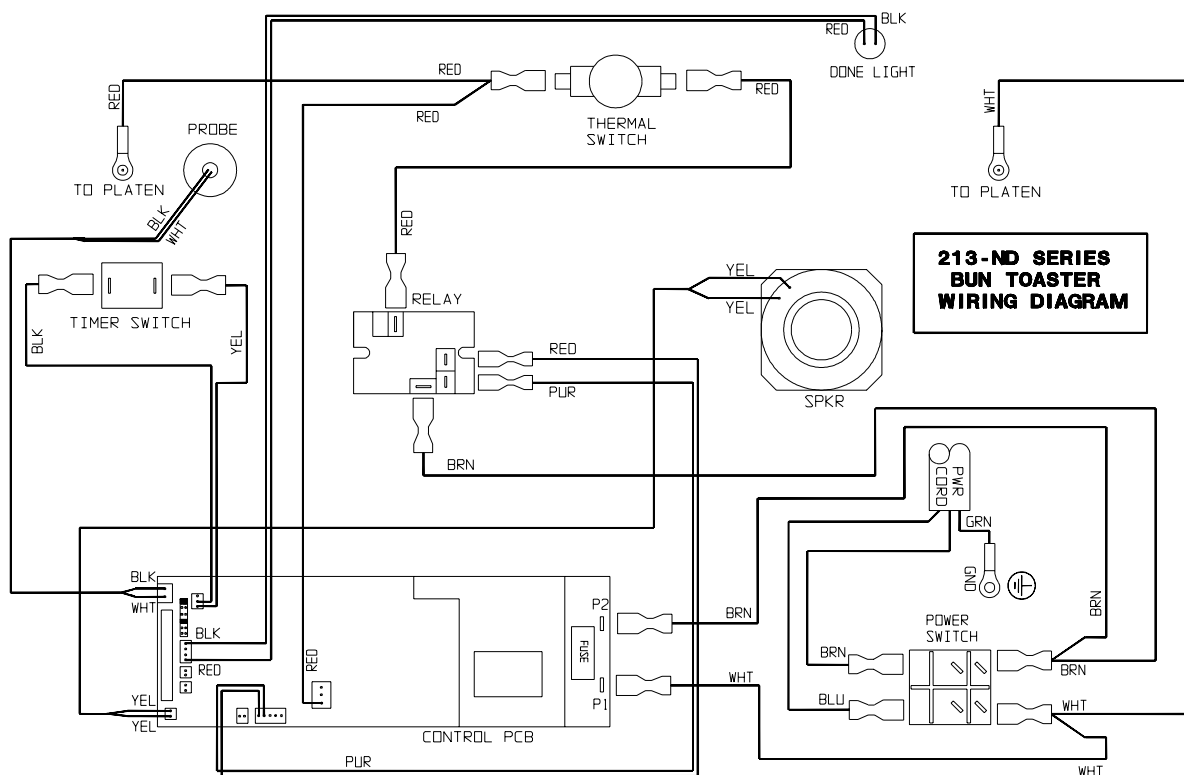 BLK
RED
DONE LIGHT
RED
RED
RED
RED
WHT
THERMAL
SWITCH
PROBE
TO PLATEN
TO PLATEN
BLK
WHT
RED
213-ND SERIES
BUN TOASTER
WIRING DIAGRAM
YEL
YEL
RELAY
TIMER SWITCH
BLK
YEL
RED
PUR
SPKR
BRN
PWR
CORD
GRN
GND
BLK
WHT
BLK
RED
RED
P2
FUSE
P1
BRN
BRN
POWER
SWITCH
BRN
BRN
BLU
WHT
WHT
YEL
YEL
CONTROL PCB
PUR
WHT